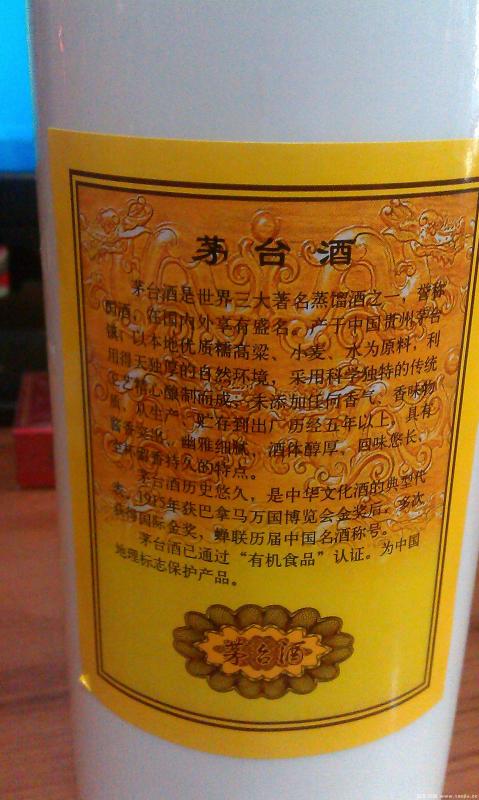 茅台酒
茅台酒是世界三大著名蒸馏酒之一，誉称
国酒，在国内外享有盛名。产于中国贵州茅台
镇，以本地优质糯高粱、小麦、水为原料，利
用得天独厚的自然环境，采用科学独特的传统
工艺精心酿制而成，未添加任何香气、香味物
质，从生产、贮存到出厂历经五年以上，具有
酱香突出、幽雅细腻、酒体醇厚、回味悠长、
空杯留香持久的特点。
茅台酒历史悠久，是中华文化酒的典型代
表，1915年获巴拿马万国博览会金奖后，多次
获得国际金奖，蝉联历届中国名酒称号。
茅台酒已通过“有机食品”认证。为中国
地理标志保护产品。
茅台酒